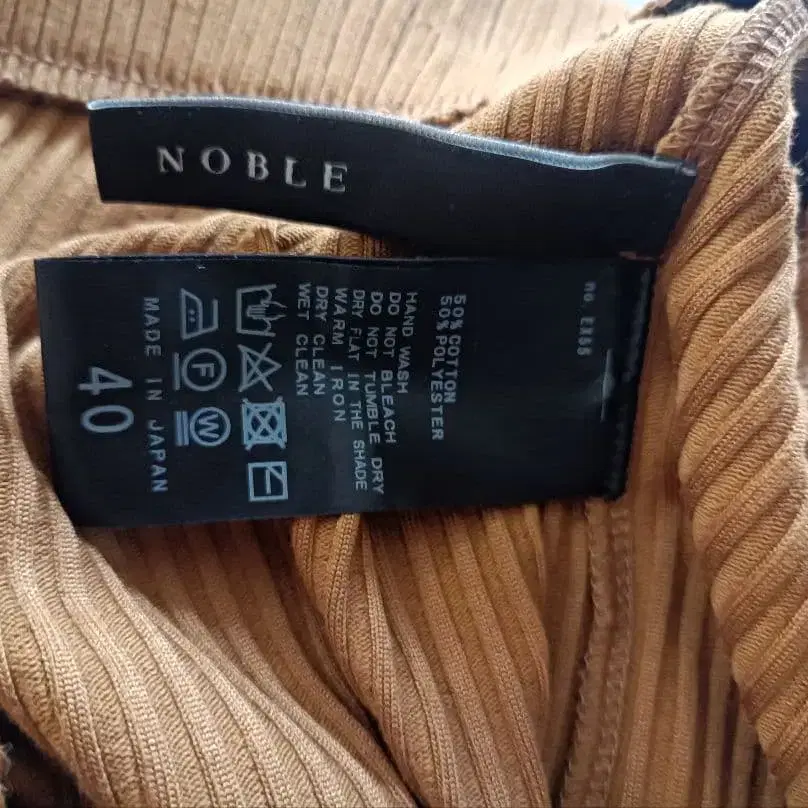 NOBLE
no. EX55
50% COTTON
50% POLYESTER
HAND WASH
DO NOT BLEACH
DO NOT TUMBLE DRY
DRY FLAT IN THE SHADE
WARM IRON
DRY CLEAN
WET CLEAN
F W
MADE IN JAPAN
40